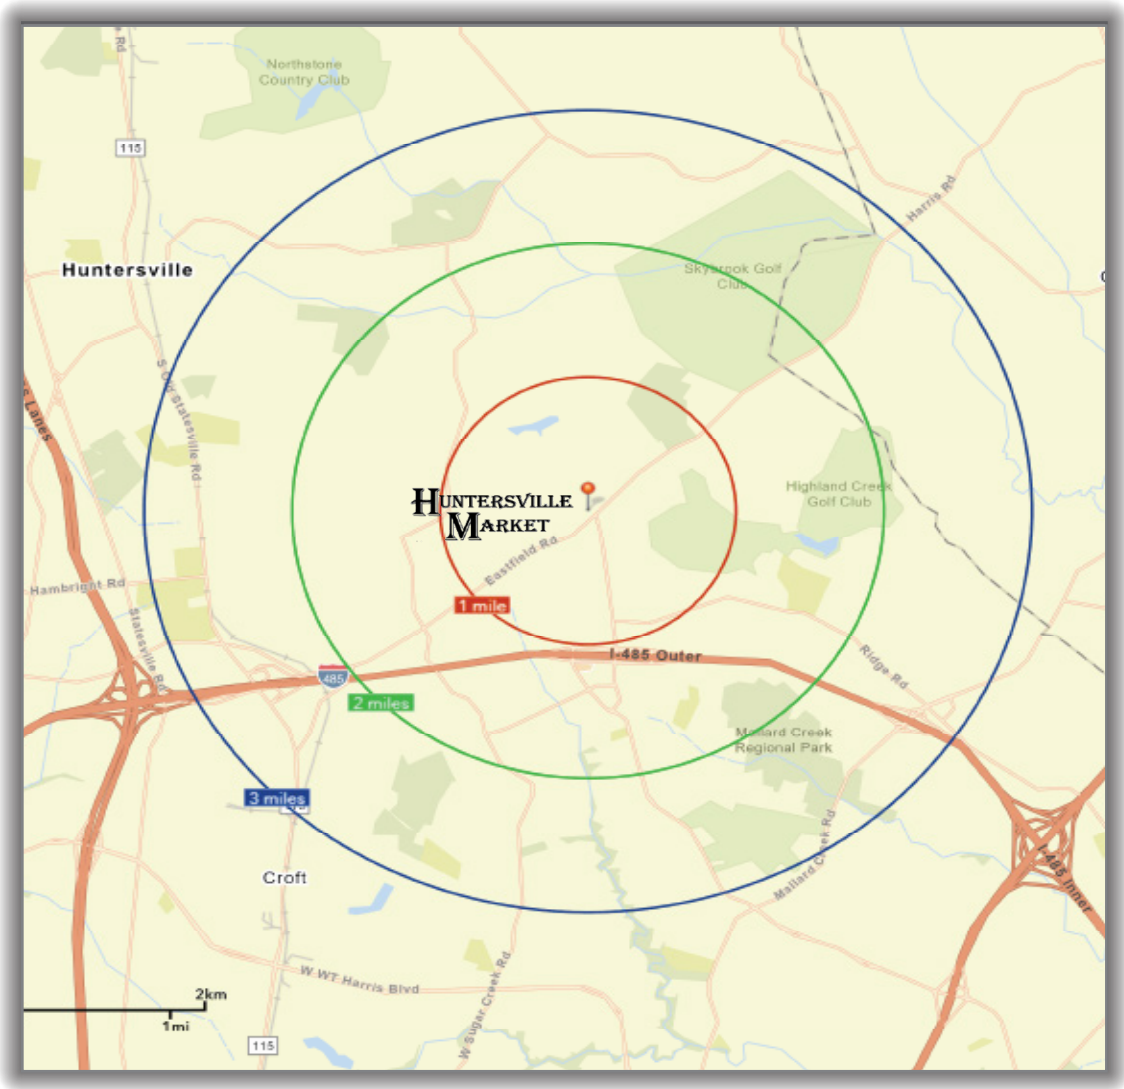 Rd
Northstone
Country Club
115
Harris Rd
Huntersville
Skybrook Golf
Club
S Old Statesville Rd
Lanes
Highland Creek
Golf Club
HUNTERSVILLE
MARKET
Eastfield Rd
Hambright Rd
1 mile
Statesville Rd
I-485 Outer
Ridge Rd
485
2 miles
Mallard Creek
Regional Park
3 miles
Mallard Creek Rd
I-485 Inner
Croft
W WT Harris Blvd
W Sugar Creek Rd
2km
1mi
115